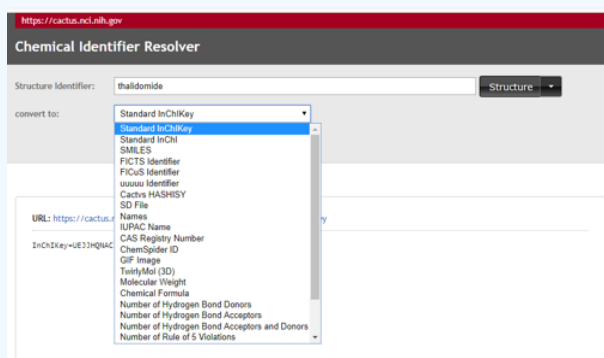 https://cactus.nci.nih.gov
Chemical Identifier Resolver
Structure Identifier: thalidomide Structure
convert to: Standard InChIKey
Standard InChIKey
Standard InChI
SMILES
FICTS Identifier
FICuS Identifier
uuuuu Identifier
Cactvs HASHISY
SD File
Names
IUPAC Name
CAS Registry Number
ChemSpider ID
GIF Image
TwirlyMol (3D)
Molecular Weight
Chemical Formula
Number of Hydrogen Bond Donors
Number of Hydrogen Bond Acceptors
Number of Hydrogen Bond Acceptors and Donors
Number of Rule of 5 Violations
URL: https://cactus.n ey
InChIKey=UEJJHQNAC